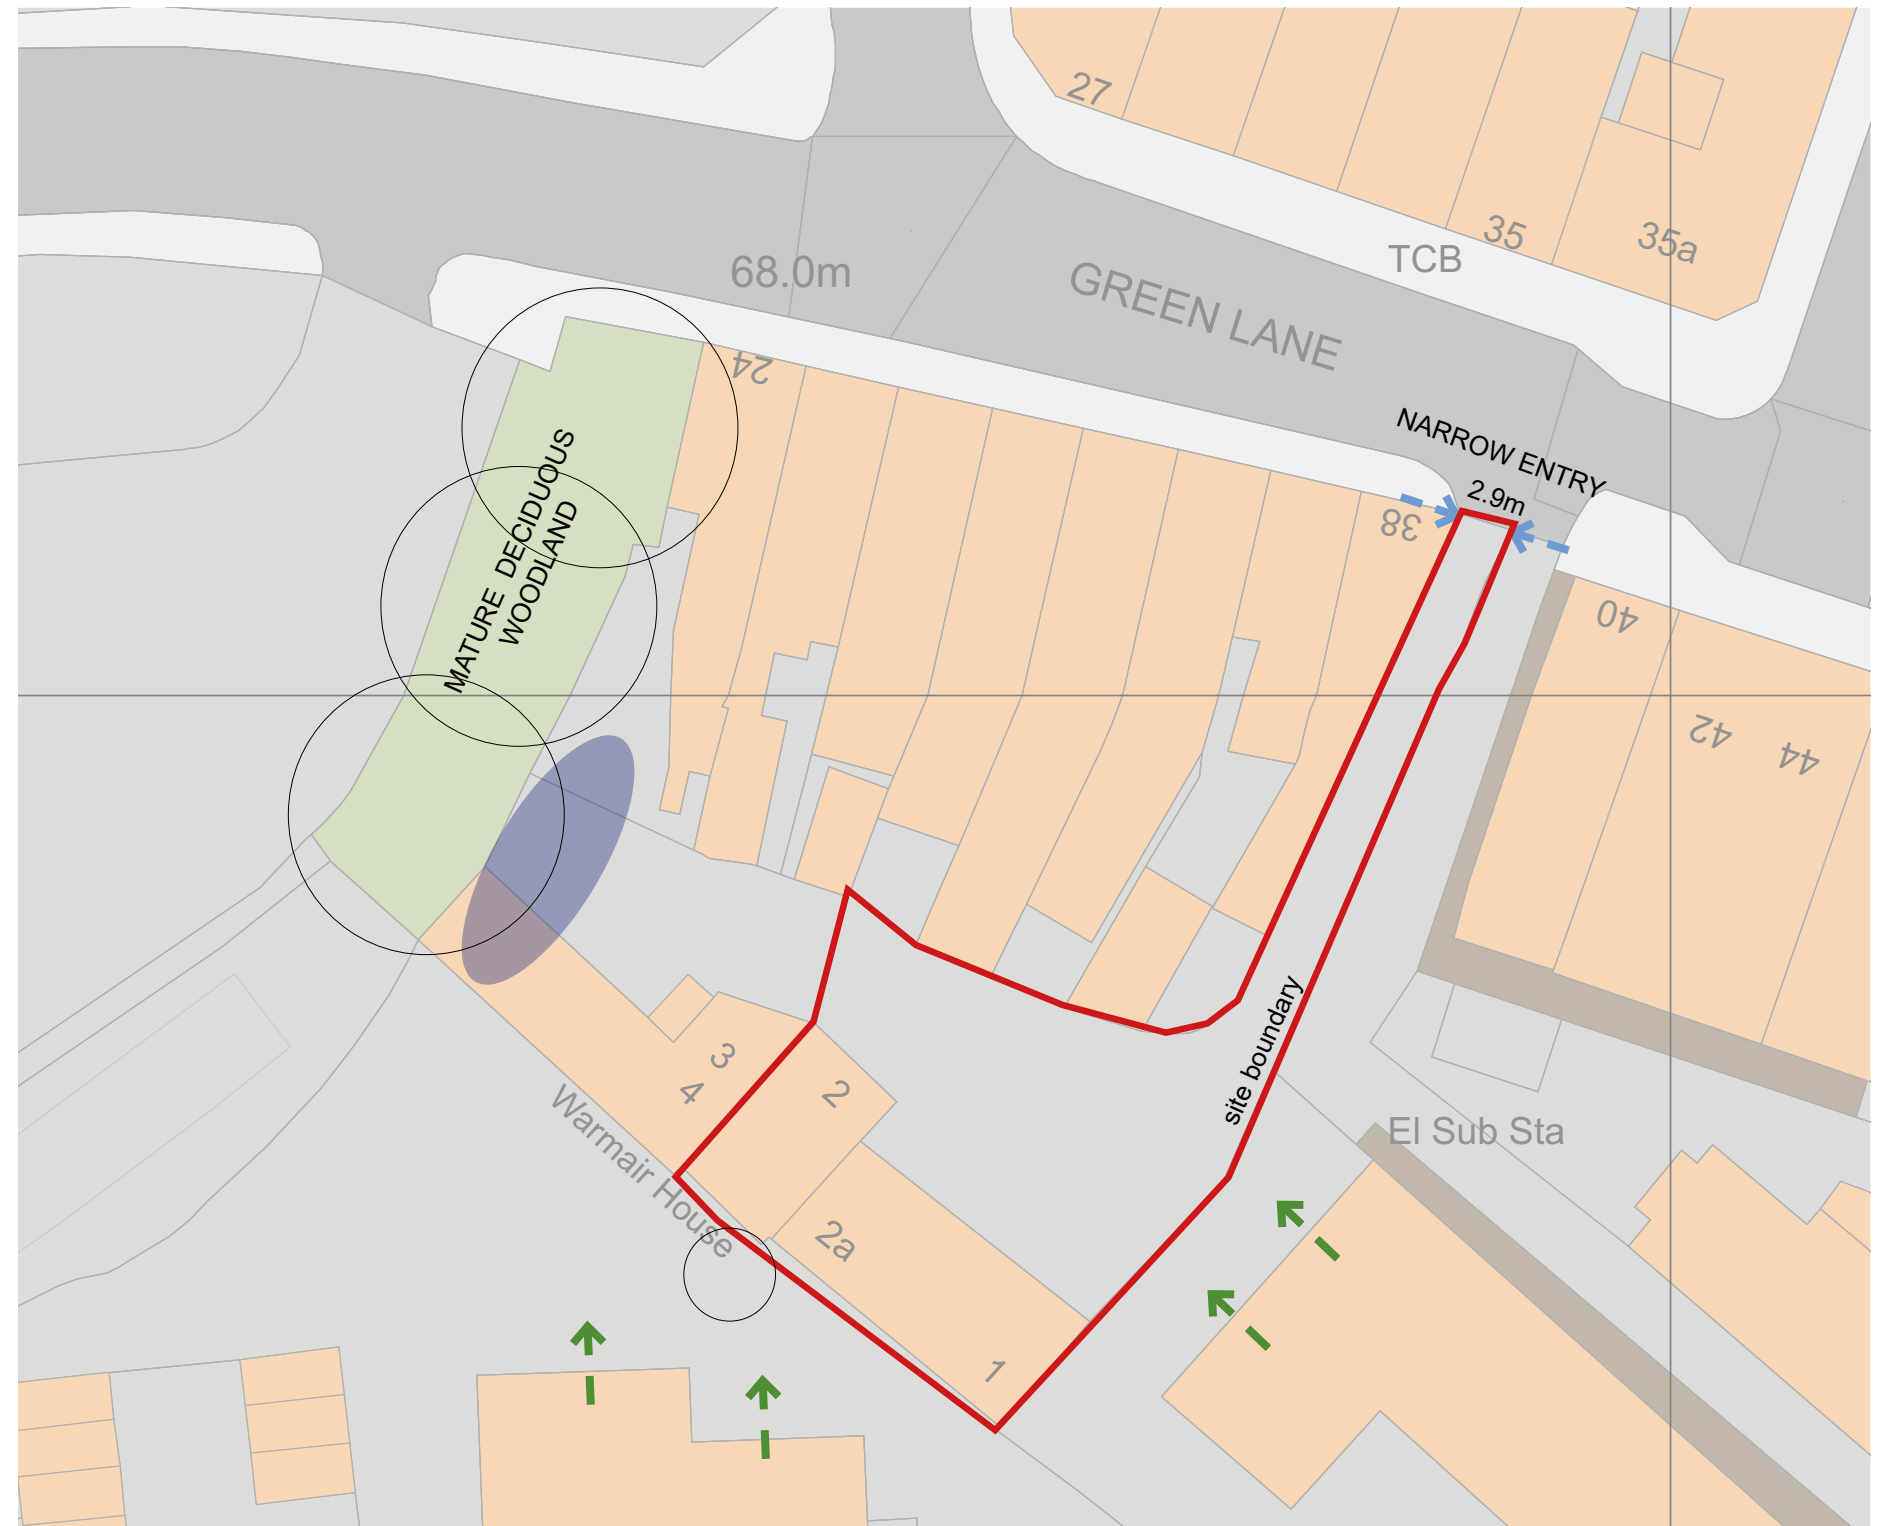 27
35
35a
TCB
68.0m
GREEN LANE
24
NARROW ENTRY
2.9m
38
40
MATURE DECIDUOUS
WOODLAND
42
44
site boundary
3
4
2
El Sub Sta
Warmair House
2a
1